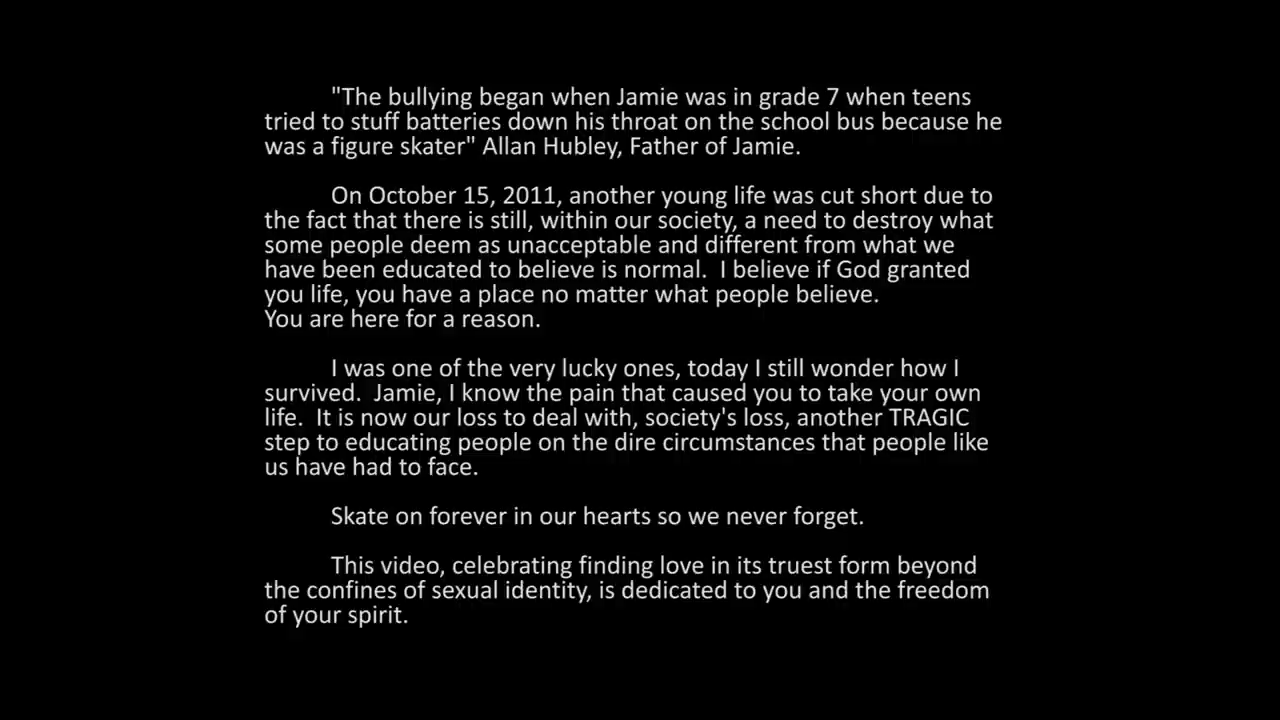 "The bullying began when Jamie was in grade 7 when teens
tried to stuff batteries down his throat on the school bus because he
was a figure skater" Allan Hubley, Father of Jamie.
On October 15, 2011, another young life was cut short due to
the fact that there is still, within our society, a need to destroy what
some people deem as unacceptable and different from what we
have been educated to believe is normal.  I believe if God granted
you life, you have a place no matter what people believe.
You are here for a reason.
I was one of the very lucky ones, today I still wonder how I
survived.  Jamie, I know the pain that caused you to take your own
life.  It is now our loss to deal with, society's loss, another TRAGIC
step to educating people on the dire circumstances that people like
us have had to face.
Skate on forever in our hearts so we never forget.
This video, celebrating finding love in its truest form beyond
the confines of sexual identity, is dedicated to you and the freedom
of your spirit.